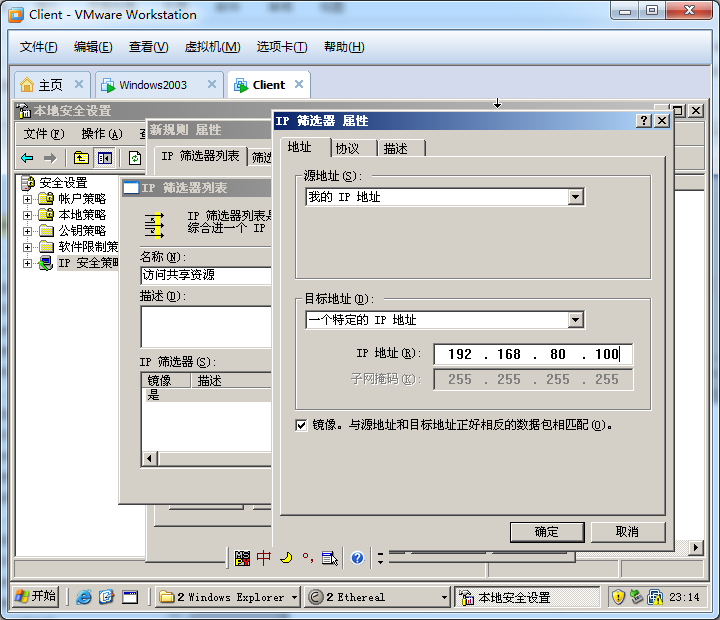 Client - VMware Workstation
文件(F) 编辑(E) 查看(V) 虚拟机(M) 选项卡(T) 帮助(H)
主页 Windows2003 Client
本地安全设置
文件(F) 操作(A)
安全设置
帐户策略
本地策略
公钥策略
软件限制策
IP 安全策略
新规则 属性
IP 筛选器列表 筛选
IP 筛选器列表
IP 筛选器列表是
综合进一个 IP
名称(N):
访问共享资源
描述(D):
IP 筛选器(S):
镜像 描述
是
IP 筛选器 属性
地址 协议 描述
源地址(S):
我的 IP 地址
目标地址(D):
一个特定的 IP 地址
IP 地址(R): 192 . 168 . 80 . 100
子网掩码(K): 255 . 255 . 255 . 255
镜像。与源地址和目标地址正好相反的数据包相匹配(O)。
确定 取消
中
开始 2 Windows Explorer 2 Ethereal 本地安全设置 23:14